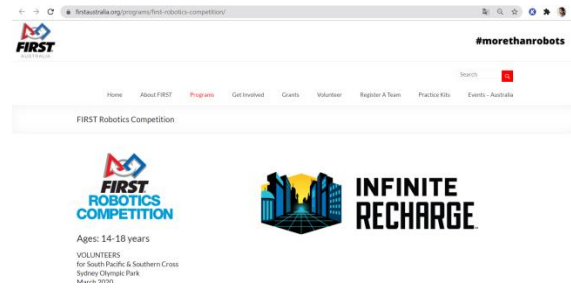 firstaustralia.org/programs/first-robotics-competition/
FIRST
AUSTRALIA
#morethanrobots
Search
Home About FIRST Programs Get Involved Grants Volunteer Register A Team Practice Kits Events – Australia
FIRST Robotics Competition
FIRST
ROBOTICS
COMPETITION
INFINITE
RECHARGE
Ages: 14-18 years
VOLUNTEERS
for South Pacific & Southern Cross
Sydney Olympic Park
March 2020